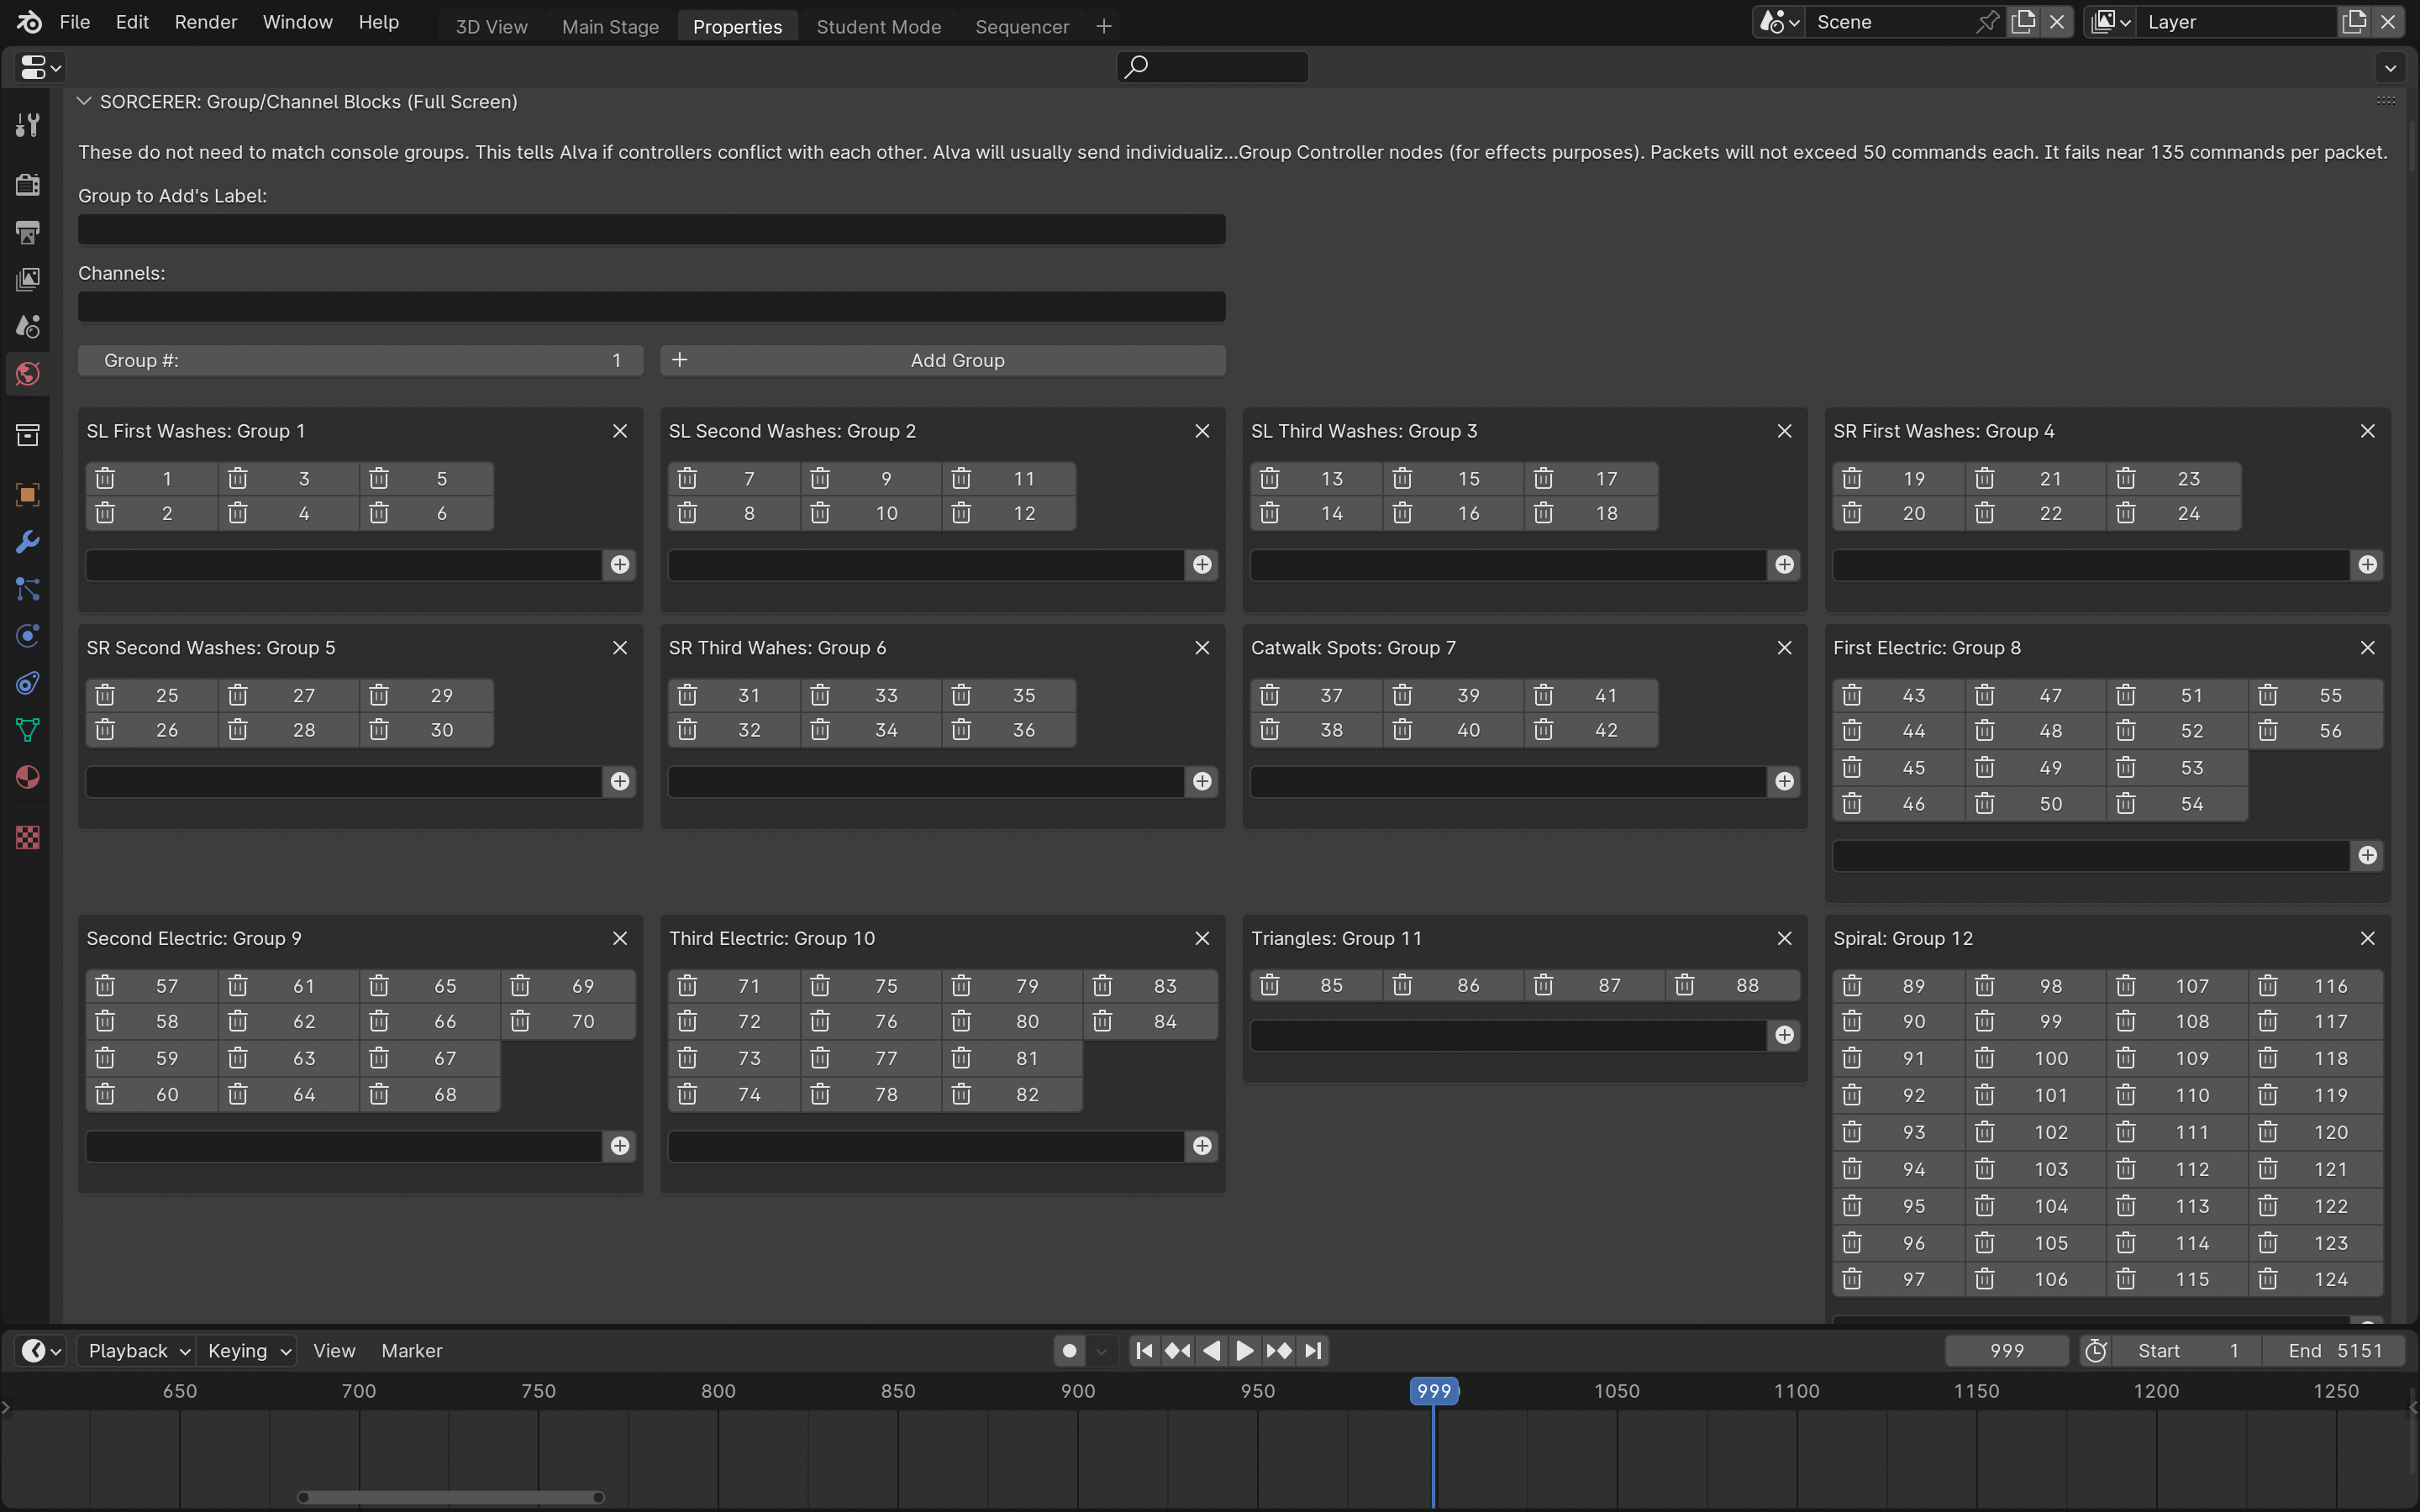 File Edit Render Window Help 3D View Main Stage Properties Student Mode Sequencer Scene Layer
SORCERER: Group/Channel Blocks (Full Screen)
These do not need to match console groups. This tells Alva if controllers conflict with each other. Alva will usually send individualiz...Group Controller nodes (for effects purposes). Packets will not exceed 50 commands each. It fails near 135 commands per packet.
Group to Add's Label:
Channels:
Group #: 1 Add Group
SL First Washes: Group 1
1 3 5
2 4 6
SL Second Washes: Group 2
7 9 11
8 10 12
SL Third Washes: Group 3
13 15 17
14 16 18
SR First Washes: Group 4
19 21 23
20 22 24
SR Second Washes: Group 5
25 27 29
26 28 30
SR Third Wahes: Group 6
31 33 35
32 34 36
Catwalk Spots: Group 7
37 39 41
38 40 42
First Electric: Group 8
43 47 51 55
44 48 52 56
45 49 53
46 50 54
Second Electric: Group 9
57 61 65 69
58 62 66 70
59 63 67
60 64 68
Third Electric: Group 10
71 75 79 83
72 76 80 84
73 77 81
74 78 82
Triangles: Group 11
85 86 87 88
Spiral: Group 12
89 98 107 116
90 99 108 117
91 100 109 118
92 101 110 119
93 102 111 120
94 103 112 121
95 104 113 122
96 105 114 123
97 106 115 124
Playback Keying View Marker 999 Start 1 End 5151
650 700 750 800 850 900 950 999 1050 1100 1150 1200 1250